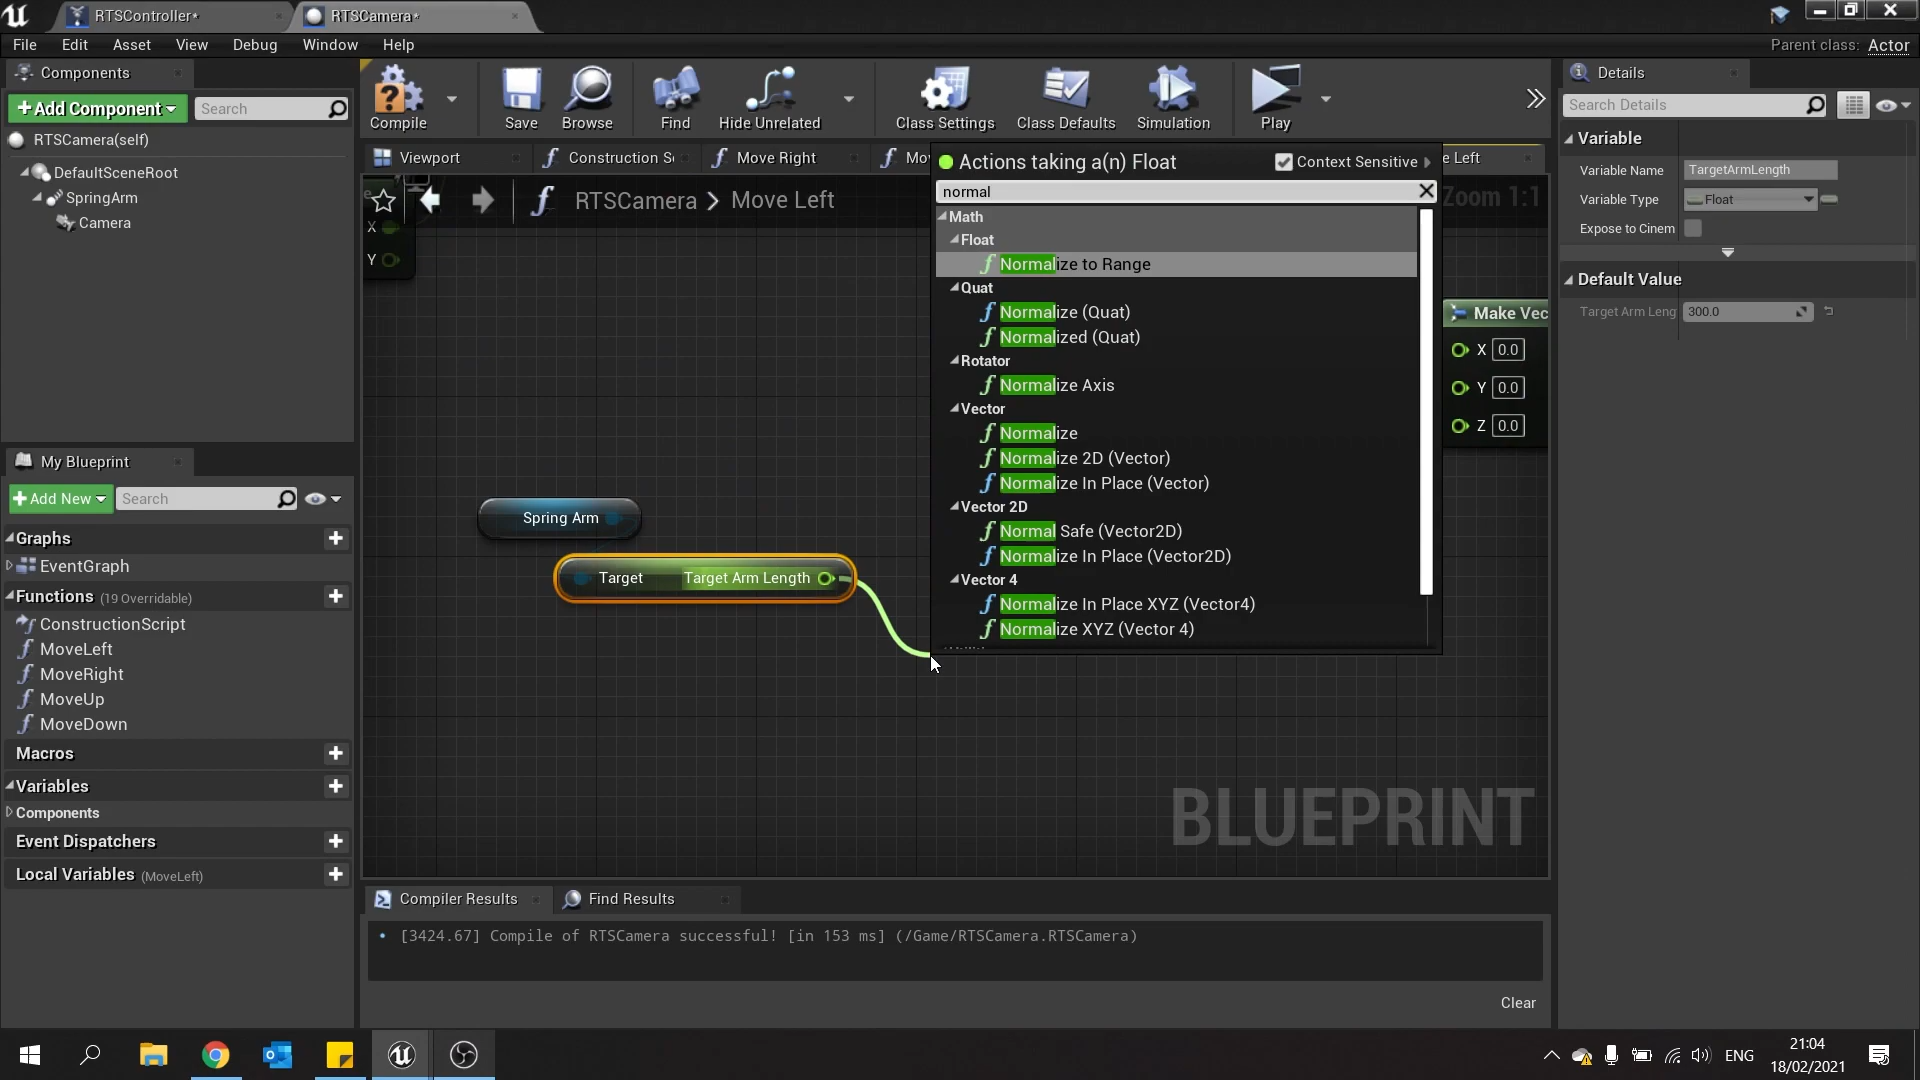 RTSController*
RTSCamera*
File Edit Asset View Debug Window Help
Parent class: Actor
Components
Add Component
Search
RTSCamera(self)
DefaultSceneRoot
SpringArm
Camera
Compile
Save
Browse
Find
Hide Unrelated
Class Settings
Class Defaults
Simulation
Play
Viewport
Construction S
Move Right
Mov
e Left
RTSCamera > Move Left
Zoom 1:1
X
Y
Actions taking a(n) Float
Context Sensitive
normal
Math
Float
Normalize to Range
Quat
Normalize (Quat)
Normalized (Quat)
Rotator
Normalize Axis
Vector
Normalize
Normalize 2D (Vector)
Normalize In Place (Vector)
Vector 2D
Normal Safe (Vector2D)
Normalize In Place (Vector2D)
Vector 4
Normalize In Place XYZ (Vector4)
Normalize XYZ (Vector 4)
Make Vec
X 0.0
Y 0.0
Z 0.0
Spring Arm
Target
Target Arm Length
BLUEPRINT
My Blueprint
Add New
Search
Graphs
EventGraph
Functions (19 Overridable)
ConstructionScript
MoveLeft
MoveRight
MoveUp
MoveDown
Macros
Variables
Components
Event Dispatchers
Local Variables (MoveLeft)
Compiler Results
Find Results
[3424.67] Compile of RTSCamera successful! [in 153 ms] (/Game/RTSCamera.RTSCamera)
Clear
Details
Search Details
Variable
Variable Name TargetArmLength
Variable Type Float
Expose to Cinem
Default Value
Target Arm Leng 300.0
ENG
21:04
18/02/2021